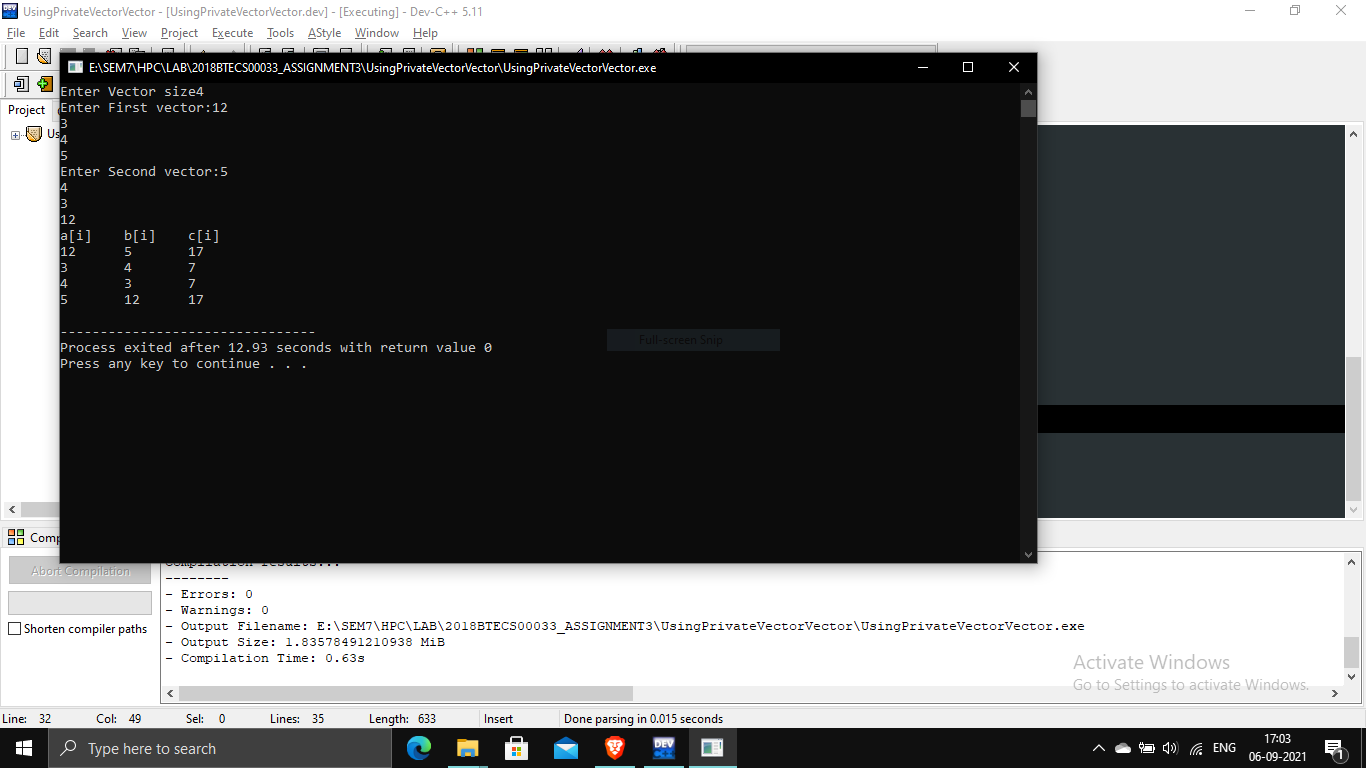 UsingPrivateVectorVector - [UsingPrivateVectorVector.dev] - [Executing] - Dev-C++ 5.11
File Edit Search View Project Execute Tools AStyle Window Help
E:\SEM7\HPC\LAB\2018BTECS00033_ASSIGNMENT3\UsingPrivateVectorVector\UsingPrivateVectorVector.exe
Project
Us
Enter Vector size4
Enter First vector:12
3
4
5
Enter Second vector:5
4
3
12
a[i] b[i] c[i]
12 5 17
3 4 7
4 3 7
5 12 17
--------------------------------
Process exited after 12.93 seconds with return value 0
Press any key to continue . . .
Full-screen Snip
Comp
Abort Compilation
Shorten compiler paths
Compilation results...
--------
- Errors: 0
- Warnings: 0
- Output Filename: E:\SEM7\HPC\LAB\2018BTECS00033_ASSIGNMENT3\UsingPrivateVectorVector\UsingPrivateVectorVector.exe
- Output Size: 1.83578491210938 MiB
- Compilation Time: 0.63s
Activate Windows
Go to Settings to activate Windows.
Line: 32 Col: 49 Sel: 0 Lines: 35 Length: 633 Insert Done parsing in 0.015 seconds
Type here to search
DEV
ENG
17:03
06-09-2021
1